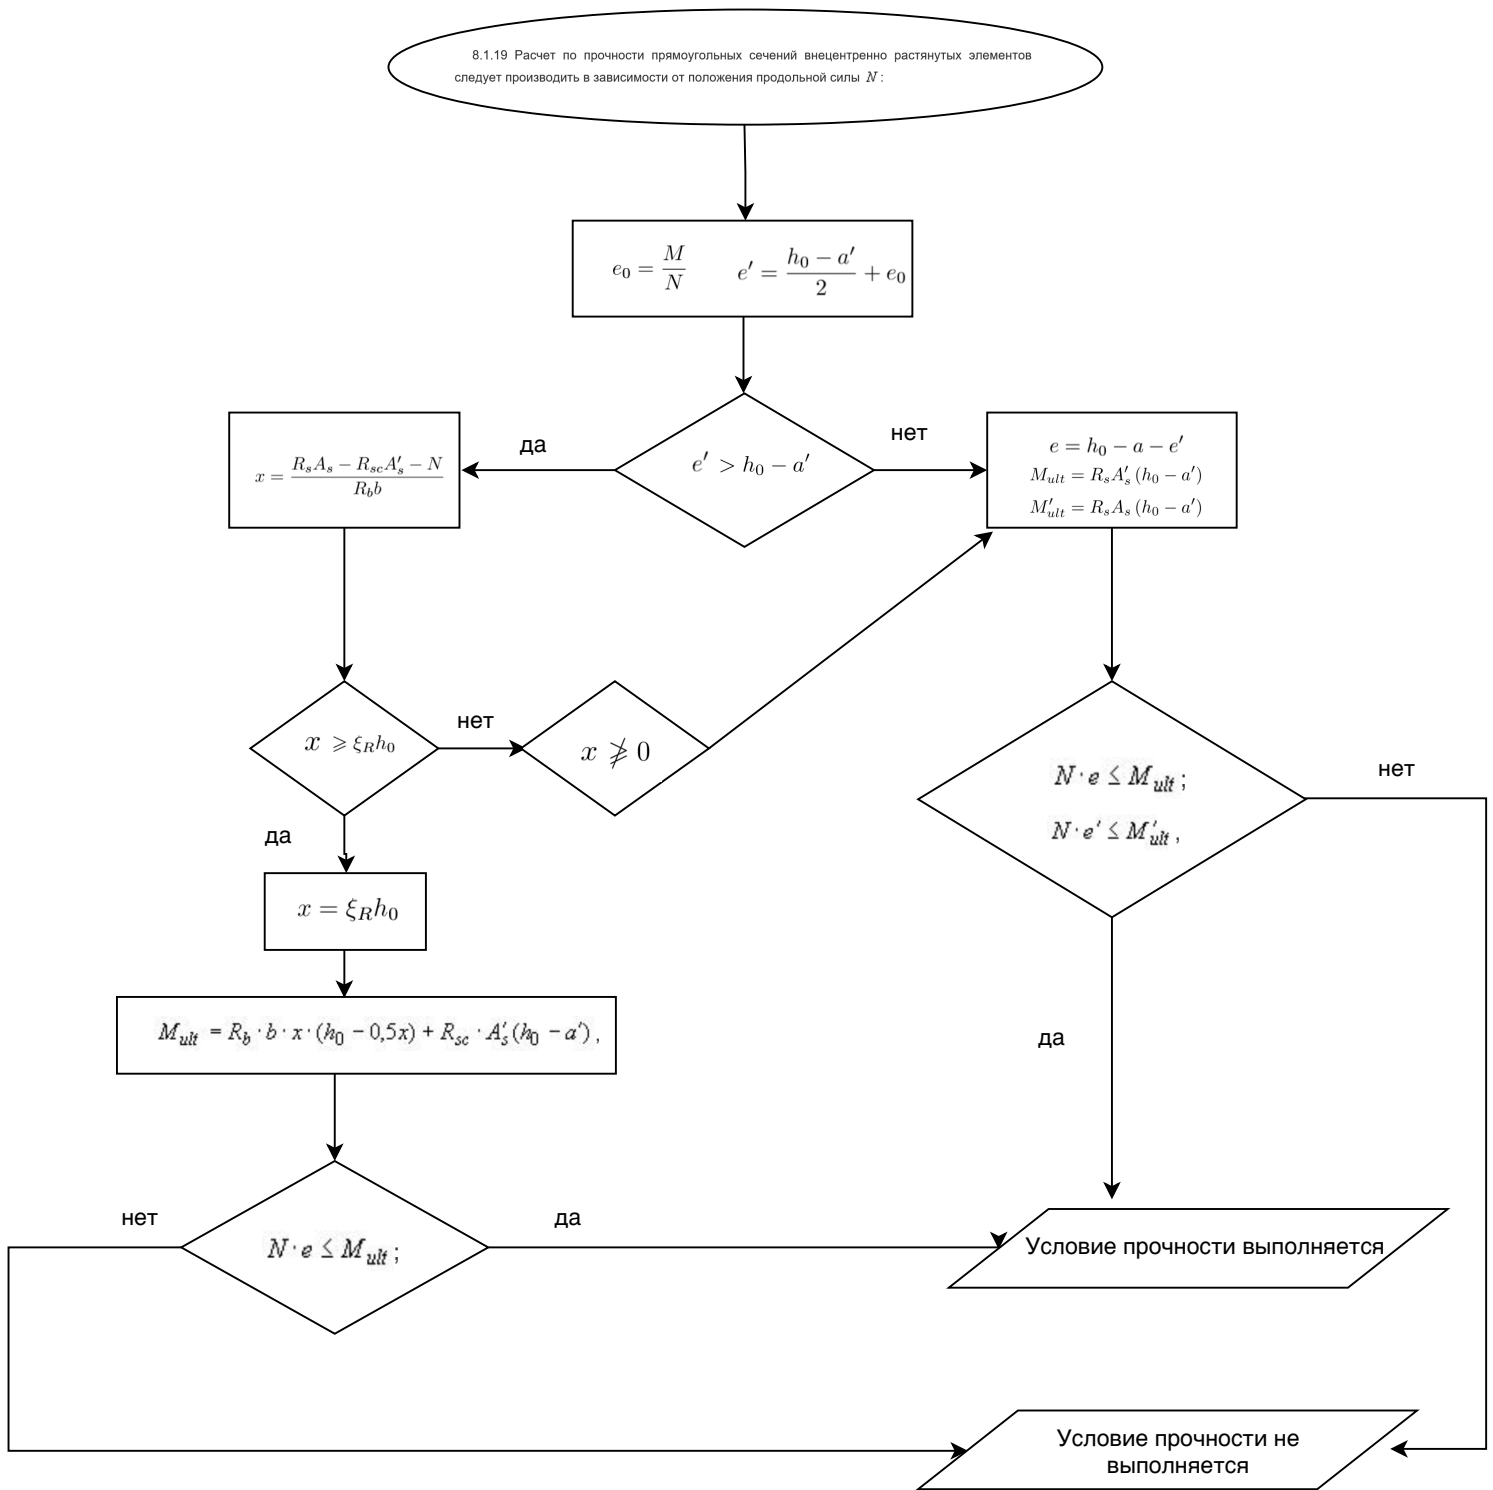 8.1.19 Расчет по прочности прямоугольных сечений внецентренно растянутых элементов
следует производить в зависимости от положения продольной силы N :
e₀ = M/N e′ = (h₀ − a′)/2 + e₀
да
нет
x = (RₛAₛ − RₛcA′ₛ − N)/(R_b b)
e′ > h₀ − a′
e = h₀ − a − e′
M_ult = RₛA′ₛ (h₀ − a′)
M′_ult = RₛAₛ (h₀ − a′)
x ⩾ ξ_R h₀
нет
x ≱ 0
N · e ≤ M_ult ;
N · e′ ≤ M′_ult ,
нет
да
x = ξ_R h₀
M_ult = R_b · b · x · (h₀ − 0,5x) + R_sc · A′ₛ (h₀ − a′) ,
да
нет
N · e ≤ M_ult ;
да
Условие прочности выполняется
Условие прочности не
выполняется